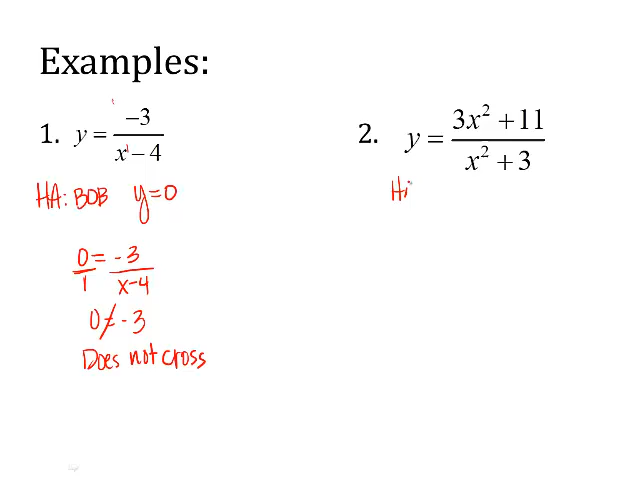 Examples:
1. y = -3 / x - 4
HA: BOB y=0
0/1 = -3 / x-4
0 ≠ -3
Does not cross
2. y = 3x² + 11 / x² + 3